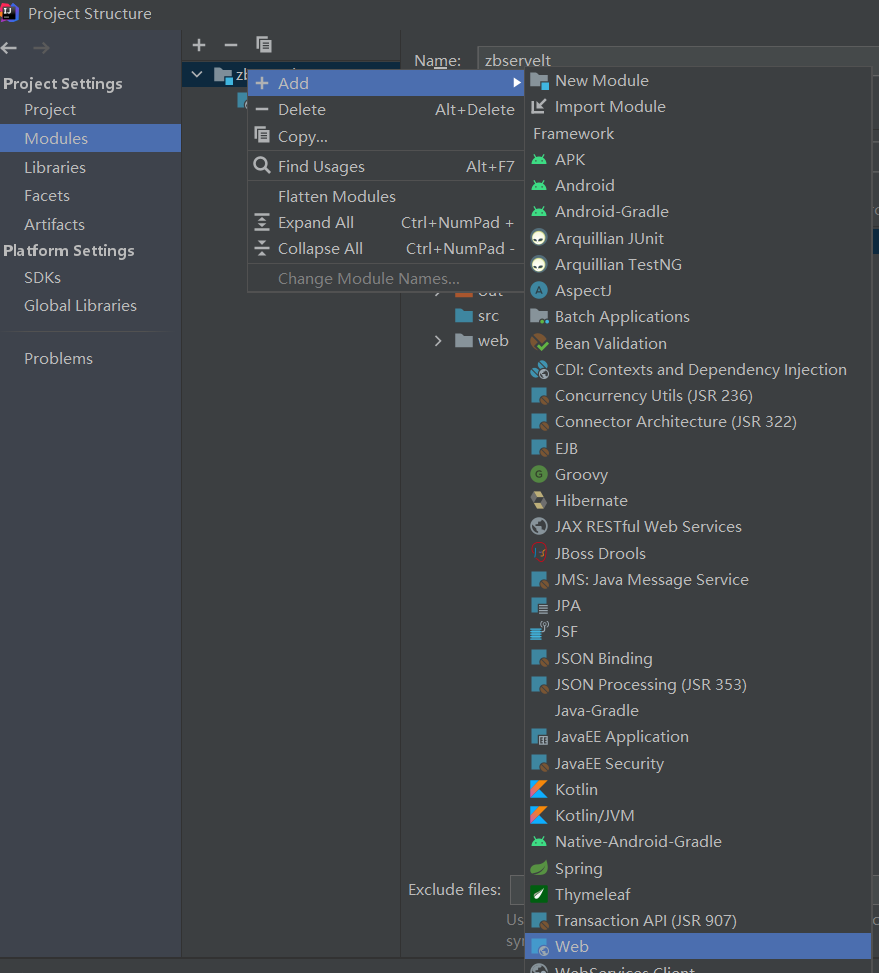 Project Structure
Project Settings
Project
Modules
Libraries
Facets
Artifacts
Platform Settings
SDKs
Global Libraries
Problems
Name: zbservelt
Add
Delete Alt+Delete
Copy...
Find Usages Alt+F7
Flatten Modules
Expand All Ctrl+NumPad +
Collapse All Ctrl+NumPad -
Change Module Names...
out
src
web
Exclude files:
New Module
Import Module
Framework
APK
Android
Android-Gradle
Arquillian JUnit
Arquillian TestNG
AspectJ
Batch Applications
Bean Validation
CDI: Contexts and Dependency Injection
Concurrency Utils (JSR 236)
Connector Architecture (JSR 322)
EJB
Groovy
Hibernate
JAX RESTful Web Services
JBoss Drools
JMS: Java Message Service
JPA
JSF
JSON Binding
JSON Processing (JSR 353)
Java-Gradle
JavaEE Application
JavaEE Security
Kotlin
Kotlin/JVM
Native-Android-Gradle
Spring
Thymeleaf
Transaction API (JSR 907)
Web
WebServices Client